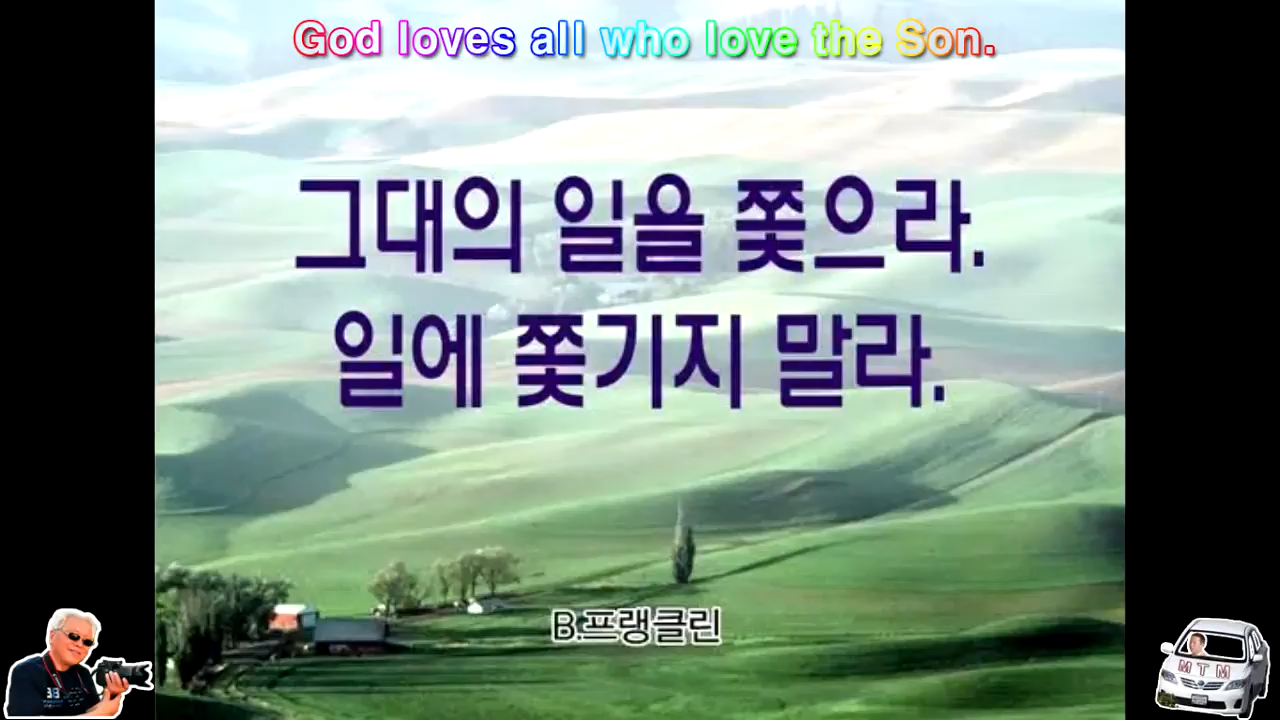 God loves all who love the Son.
그대의 일을 쫓으라.
일에 쫓기지 말라.
B.프랭클린
MTM